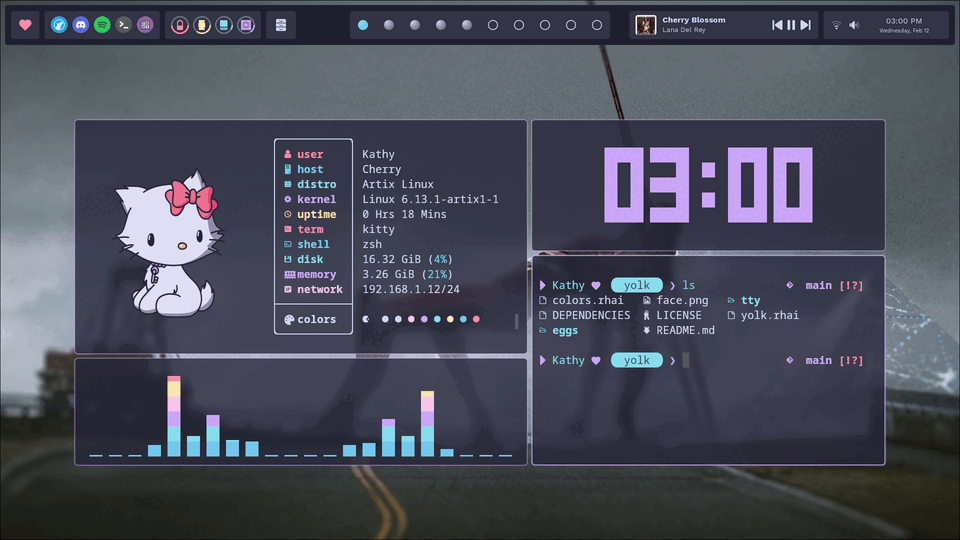 Cherry Blossom
Lana Del Rey
03:00 PM
Wednesday, Feb 12
user Kathy
host Cherry
distro Artix Linux
kernel Linux 6.13.1-artix1-1
uptime 0 Hrs 18 Mins
term kitty
shell zsh
disk 16.32 GiB (4%)
memory 3.26 GiB (21%)
network 192.168.1.12/24
colors
03:00
Kathy yolk ❯ ls main [!?]
colors.rhai face.png tty
DEPENDENCIES LICENSE yolk.rhai
eggs README.md
Kathy yolk ❯ main [!?]